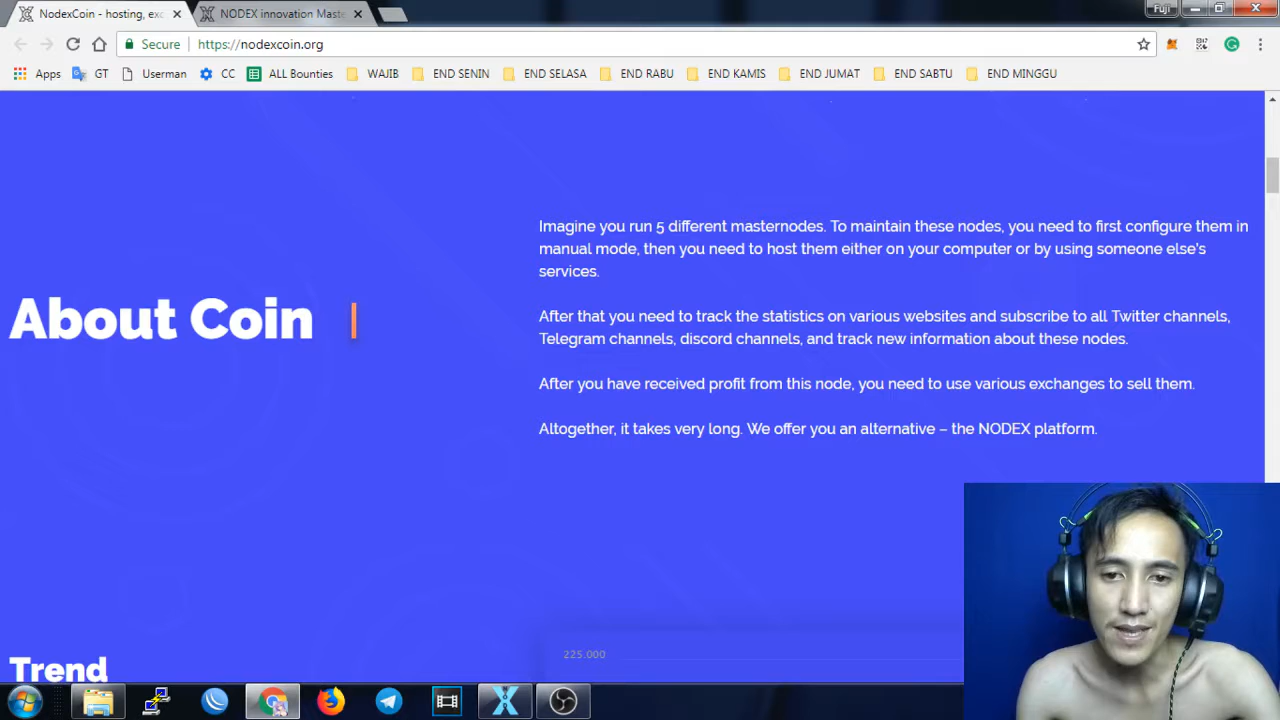 NodexCoin - hosting, exc
NODEX innovation Maste
Fuji
Secure
https://nodexcoin.org
Apps
GT
Userman
CC
ALL Bounties
WAJIB
END SENIN
END SELASA
END RABU
END KAMIS
END JUMAT
END SABTU
END MINGGU
About Coin
Imagine you run 5 different masternodes. To maintain these nodes, you need to first configure them in
manual mode, then you need to host them either on your computer or by using someone else's
services.
After that you need to track the statistics on various websites and subscribe to all Twitter channels,
Telegram channels, discord channels, and track new information about these nodes.
After you have received profit from this node, you need to use various exchanges to sell them.
Altogether, it takes very long. We offer you an alternative – the NODEX platform.
Trend
225.000